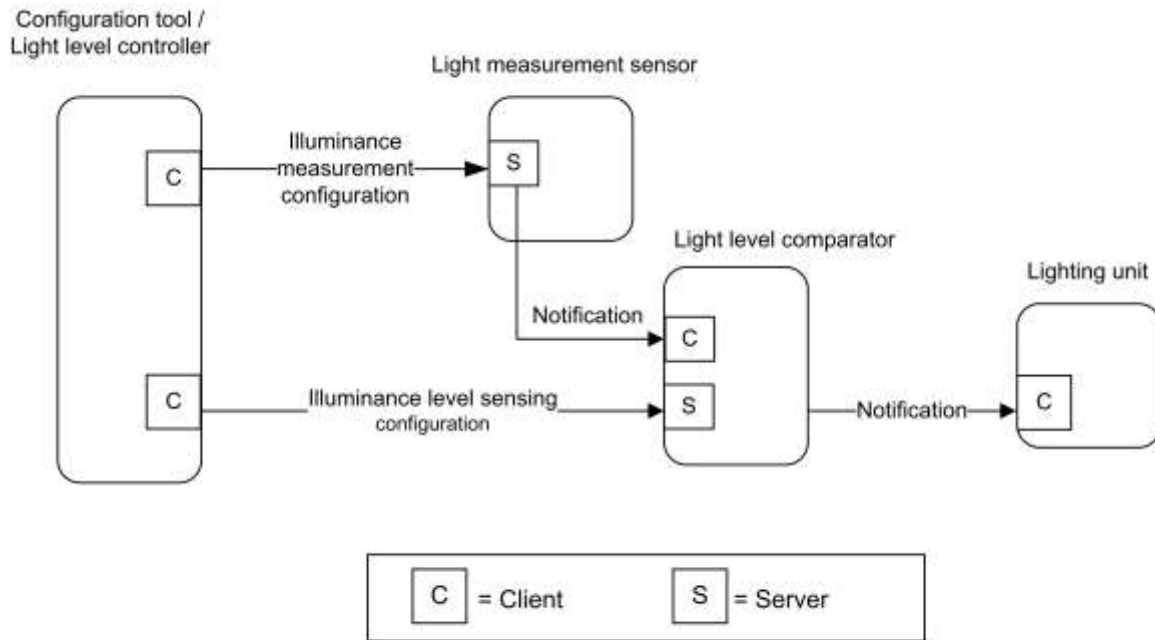 Configuration tool /
Light level controller
Light measurement sensor
C
Illuminance
measurement
configuration
S
Light level comparator
Lighting unit
Notification
C
C
Illuminance level sensing
configuration
S
Notification
C
C = Client
S = Server